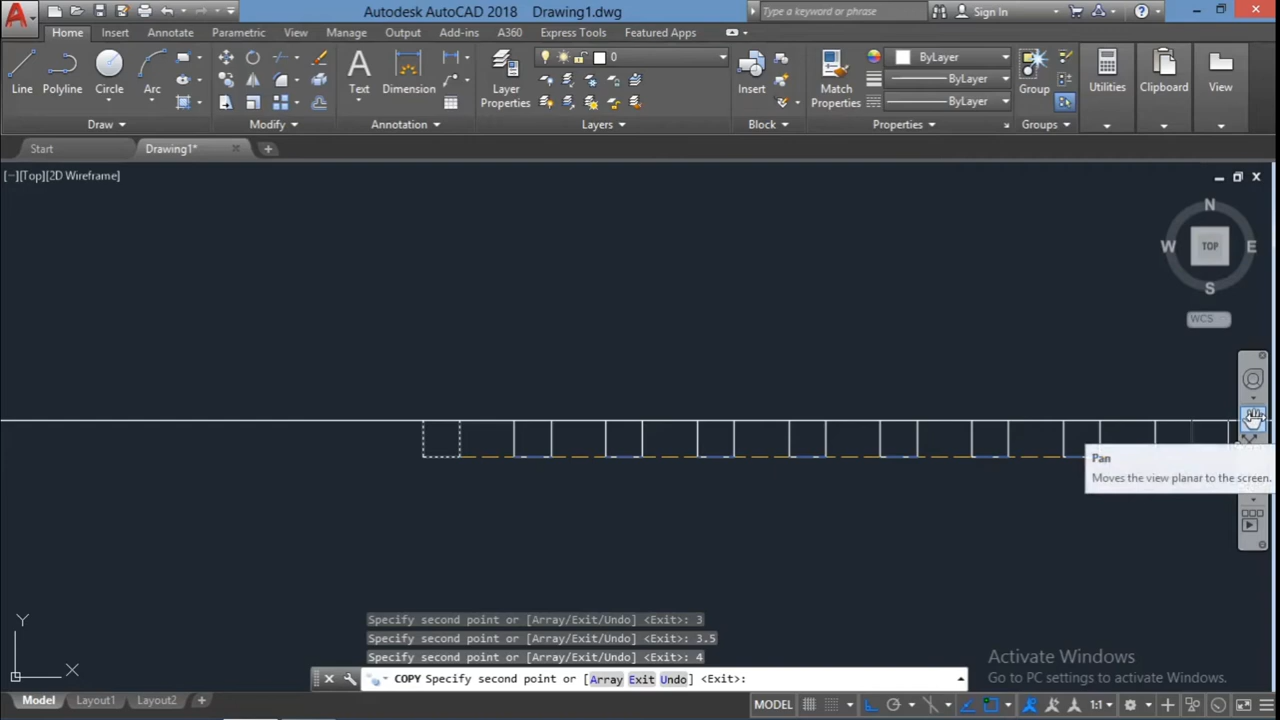 Autodesk AutoCAD 2018 Drawing1.dwg
Type a keyword or phrase
Sign In
Home Insert Annotate Parametric View Manage Output Add-ins A360 Express Tools Featured Apps
Line Polyline Circle Arc
Text Dimension
Layer Properties
0
Insert
Match Properties
ByLayer
ByLayer
ByLayer
Group
Utilities
Clipboard
View
Draw Modify Annotation Layers Block Properties Groups
Start Drawing1*
[−][Top][2D Wireframe]
N
W TOP E
S
WCS
Pan
Moves the view planar to the screen.
Specify second point or [Array/Exit/Undo] <Exit>: 3
Specify second point or [Array/Exit/Undo] <Exit>: 3.5
Specify second point or [Array/Exit/Undo] <Exit>: 4
COPY Specify second point or [Array Exit Undo] <Exit>:
Y
X
Activate Windows
Go to PC settings to activate Windows.
Model Layout1 Layout2
MODEL
1:1